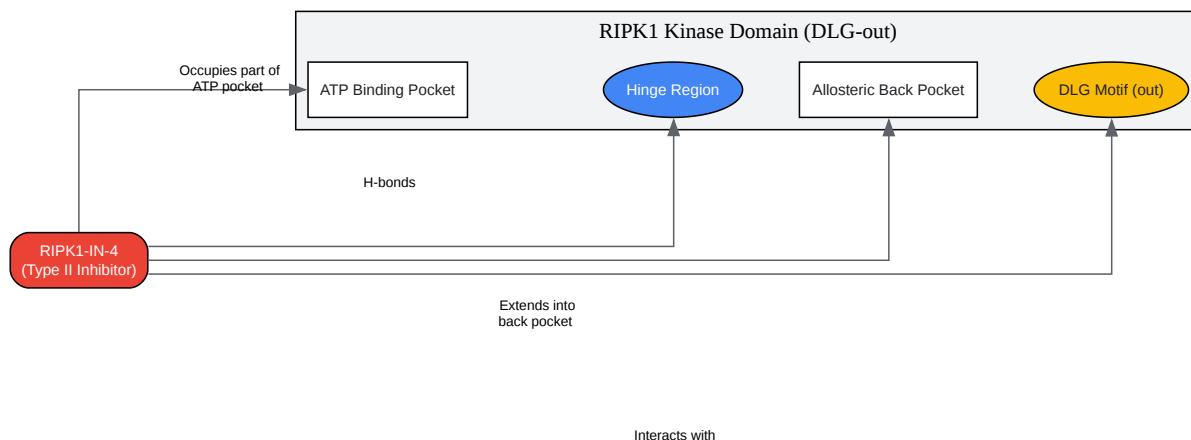 RIPK1 Kinase Domain (DLG-out)
Occupies part of
ATP pocket
ATP Binding Pocket
Hinge Region
Allosteric Back Pocket
DLG Motif (out)
H-bonds
RIPK1-IN-4
(Type II Inhibitor)
Extends into
back pocket
Interacts with